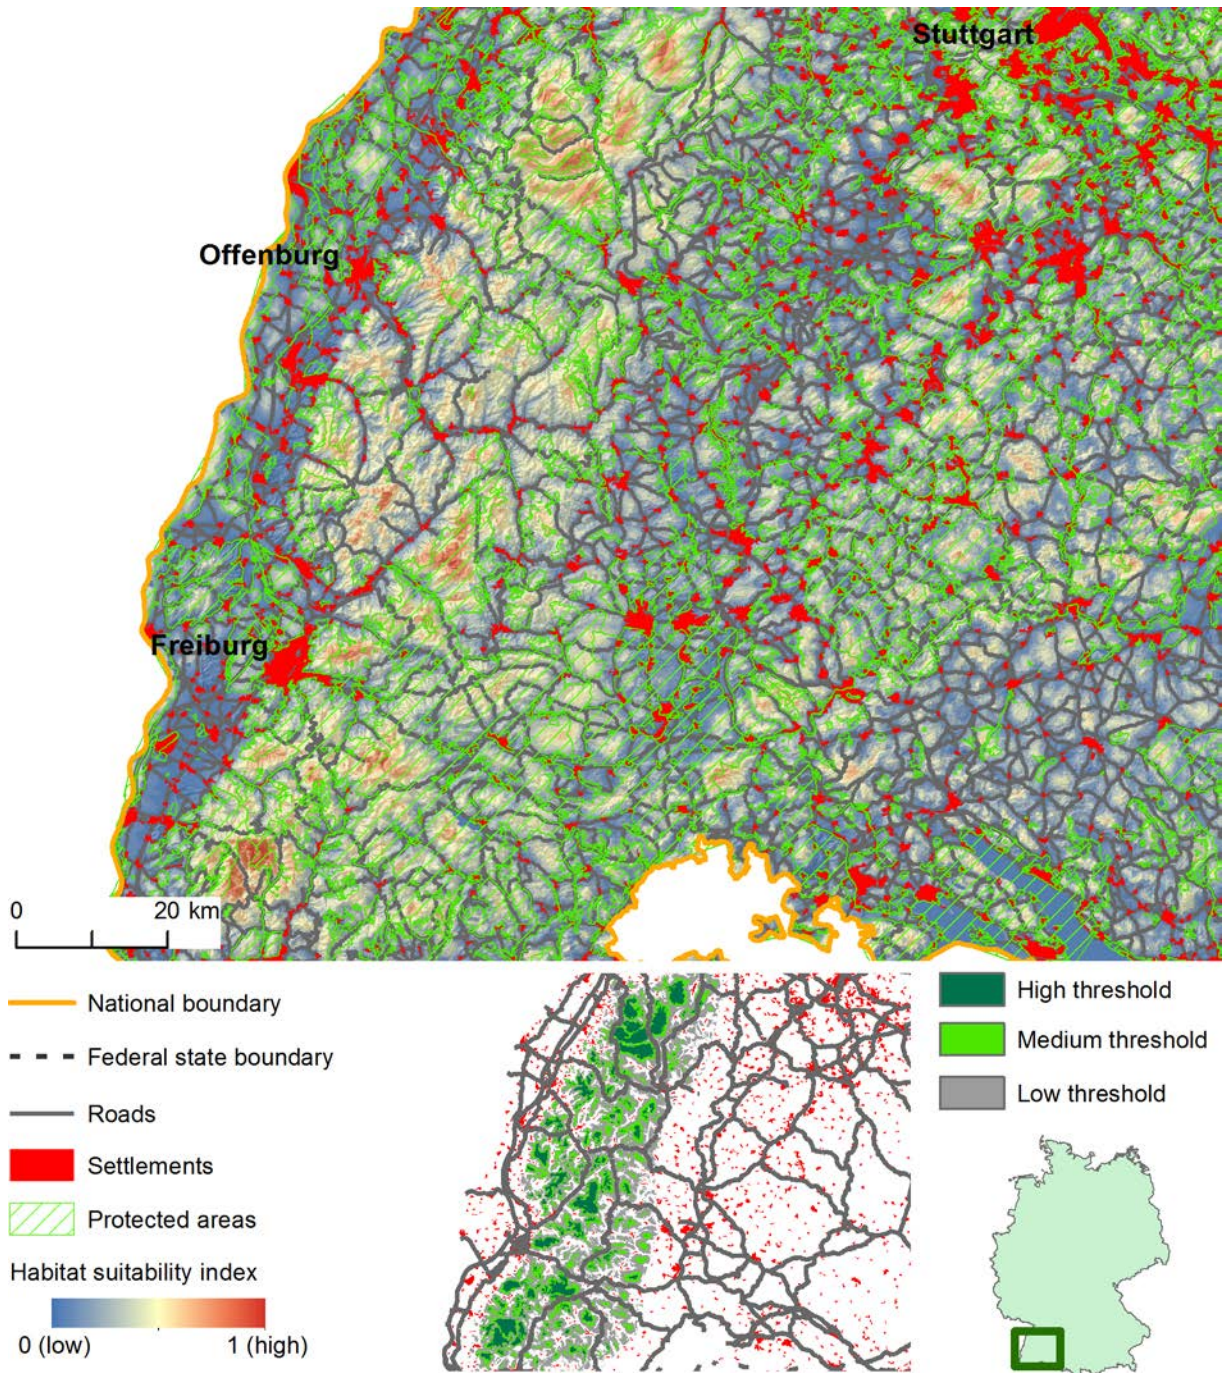 Stuttgart
Offenburg
Freiburg
0 20 km
National boundary
Federal state boundary
Roads
Settlements
Protected areas
Habitat suitability index
0 (low) 1 (high)
High threshold
Medium threshold
Low threshold